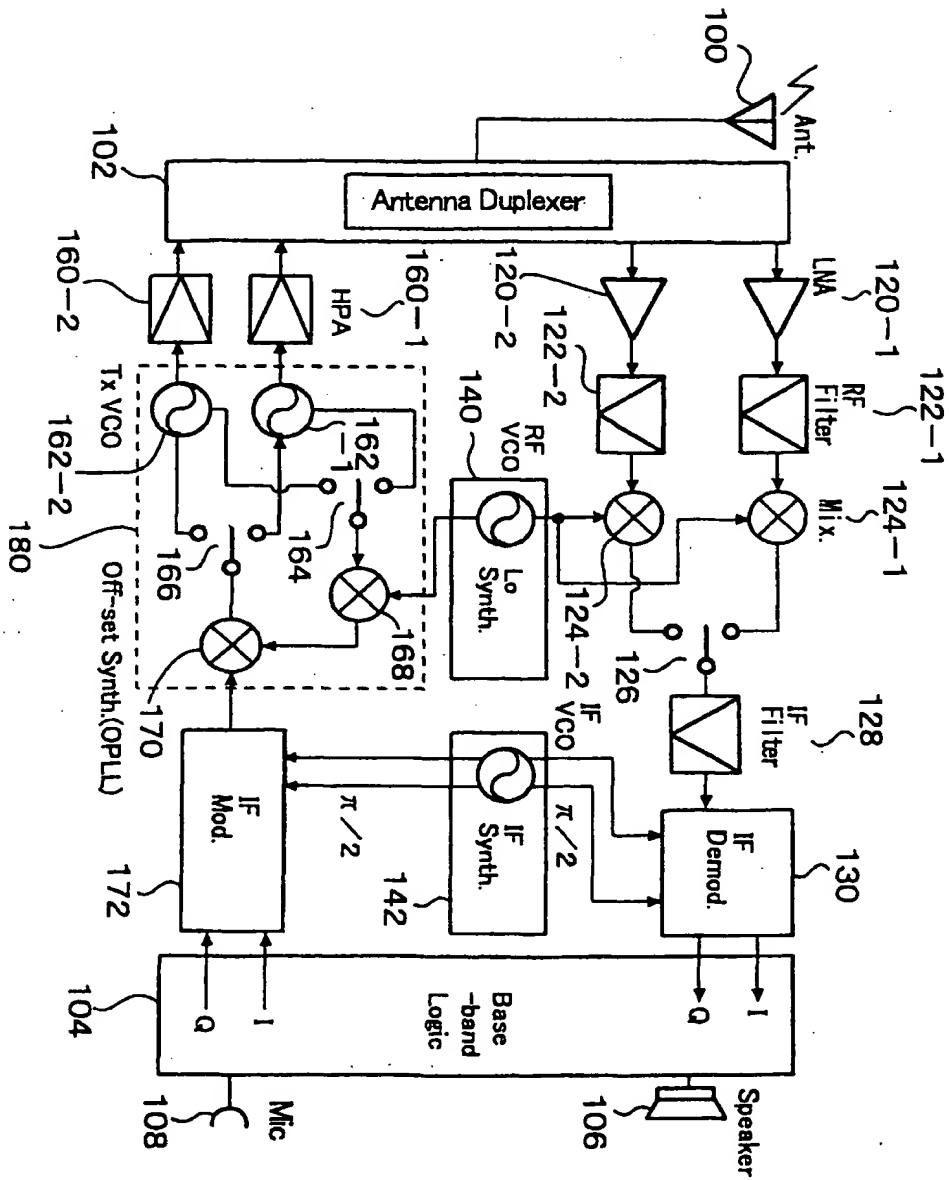 100
Ant.
102
Antenna Duplexer
LNA
120-1
120-2
RF
Filter
122-1
122-2
Mix.
124-1
124-2
126
IF
Filter
128
IF
Demod.
130
I
Q
Speaker
106
Base
-band
Logic
104
Mic
108
RF
VCO
140
Lo
Synth.
IF
VCO
IF
Synth.
142
π/2
π/2
HPA
160-1
160-2
Tx VCO
162-1
162-2
164
166
168
170
180
Off-set Synth.(OPLL)
IF
Mod.
172
I
Q